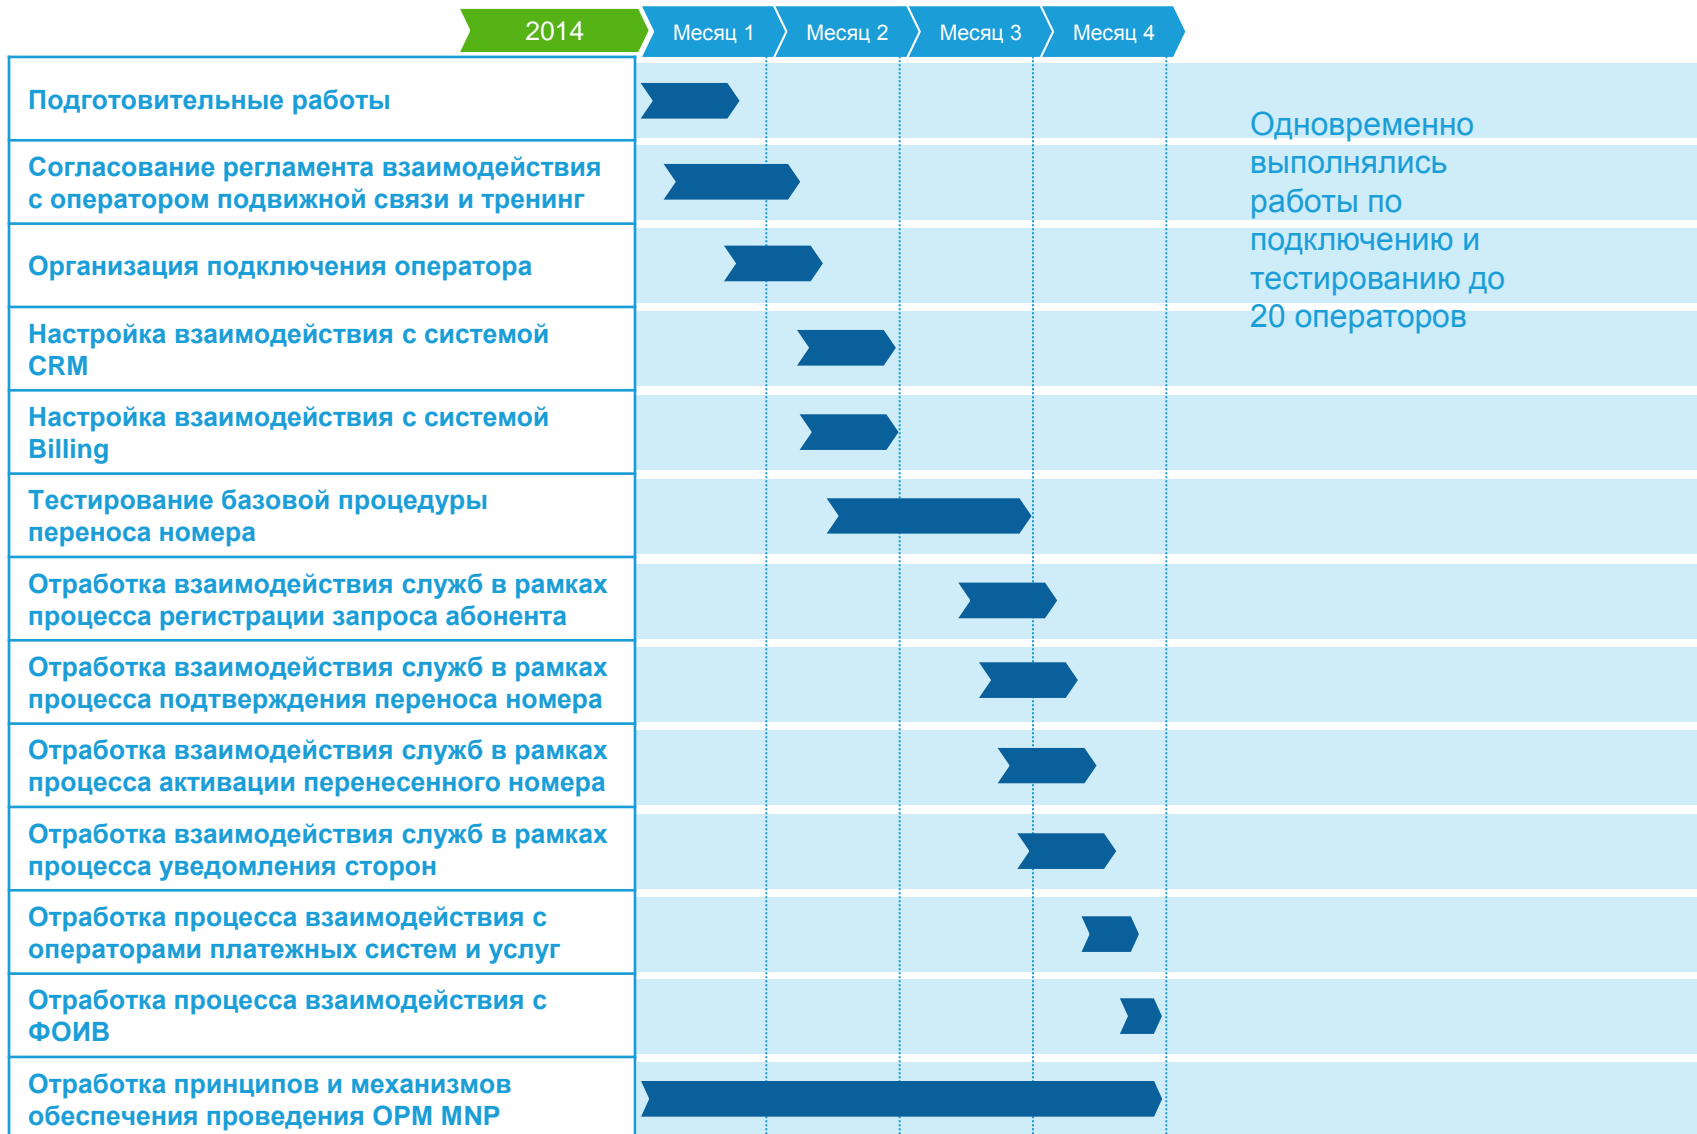 2014
Месяц 1
Месяц 2
Месяц 3
Месяц 4
Подготовительные работы
Согласование регламента взаимодействия
с оператором подвижной связи и тренинг
Организация подключения оператора
Настройка взаимодействия с системой
CRM
Настройка взаимодействия с системой
Billing
Тестирование базовой процедуры
переноса номера
Отработка взаимодействия служб в рамках
процесса регистрации запроса абонента
Отработка взаимодействия служб в рамках
процесса подтверждения переноса номера
Отработка взаимодействия служб в рамках
процесса активации перенесенного номера
Отработка взаимодействия служб в рамках
процесса уведомления сторон
Отработка процесса взаимодействия с
операторами платежных систем и услуг
Отработка процесса взаимодействия с
ФОИВ
Отработка принципов и механизмов
обеспечения проведения ОРМ MNP
Одновременно
выполнялись
работы по
подключению и
тестированию до
20 операторов